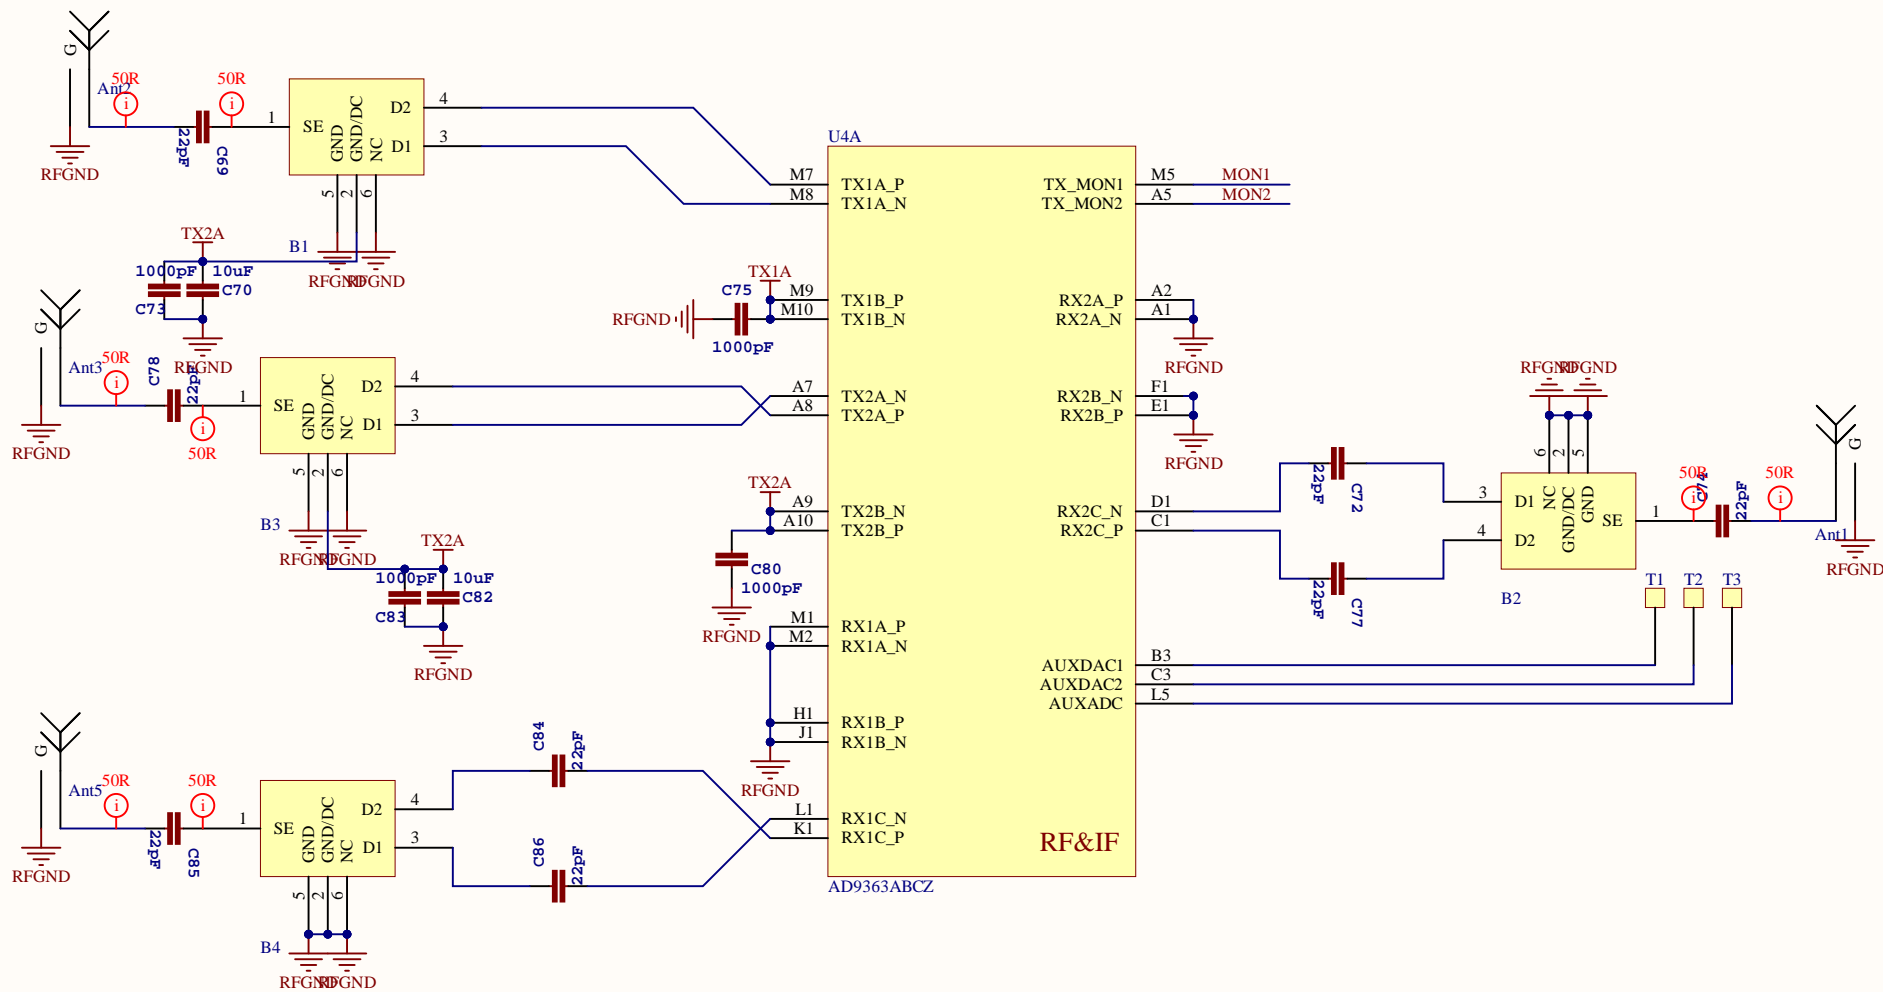 G
Ant2
50R
i
22pF
C69
50R
i
RFGND
1
SE
GND
GND/DC
NC
D2
D1
4
3
5
2
6
B1
RFGND
RFGND
TX2A
1000pF
10uF
C73
C70
RFGND
G
Ant3
50R
i
C78
22pF
50R
i
RFGND
1
SE
GND
GND/DC
NC
D2
D1
4
3
5
2
6
B3
RFGND
RFGND
TX2A
1000pF
10uF
C83
C82
RFGND
G
Ant5
50R
i
22pF
C85
50R
i
RFGND
1
SE
GND
GND/DC
NC
D2
D1
4
3
5
2
6
B4
RFGND
RFGND
C84
22pF
C86
22pF
RFGND
C75
1000pF
TX1A
TX2A
C80
1000pF
RFGND
RFGND
U4A
M7 TX1A_P
M8 TX1A_N
M9 TX1B_P
M10 TX1B_N
A7 TX2A_N
A8 TX2A_P
A9 TX2B_N
A10 TX2B_P
M1 RX1A_P
M2 RX1A_N
H1 RX1B_P
J1 RX1B_N
L1 RX1C_N
K1 RX1C_P
TX_MON1 M5 MON1
TX_MON2 A5 MON2
RX2A_P A2
RX2A_N A1
RFGND
RX2B_N F1
RX2B_P E1
RFGND
RX2C_N D1
RX2C_P C1
AUXDAC1 B3
AUXDAC2 C3
AUXADC L5
RF&IF
AD9363ABCZ
22pF
C72
22pF
C77
RFGND
RFGND
6
2
5
3
4
D1
D2
NC
GND/DC
GND
SE
1
B2
50R
i
C74
22pF
50R
i
G
Ant1
RFGND
T1
T2
T3